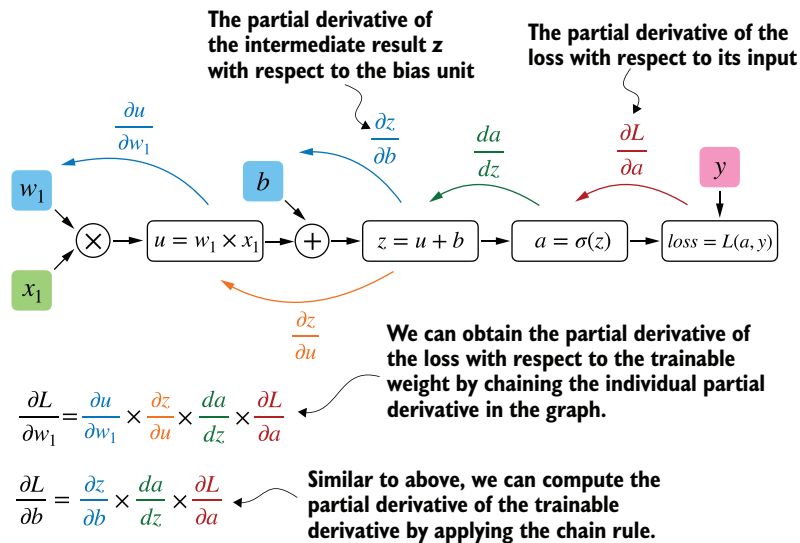 The partial derivative of
the intermediate result z
with respect to the bias unit
The partial derivative of the
loss with respect to its input
∂u/∂w₁
∂z/∂b
da/dz
∂L/∂a
w₁
b
y
×
u = w₁ × x₁
+
z = u + b
a = σ(z)
loss = L(a, y)
x₁
∂z/∂u
We can obtain the partial derivative of
the loss with respect to the trainable
weight by chaining the individual partial
derivative in the graph.
∂L/∂w₁ = ∂u/∂w₁ × ∂z/∂u × da/dz × ∂L/∂a
Similar to above, we can compute the
partial derivative of the trainable
derivative by applying the chain rule.
∂L/∂b = ∂z/∂b × da/dz × ∂L/∂a